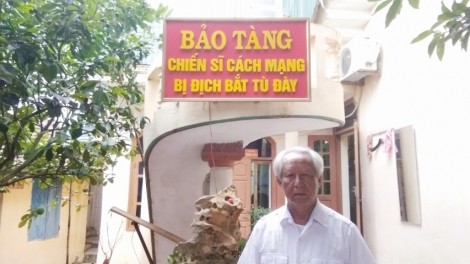 BẢO TÀNG
CHIẾN SĨ CÁCH MẠNG
BỊ ĐỊCH BẮT TÙ ĐÀY